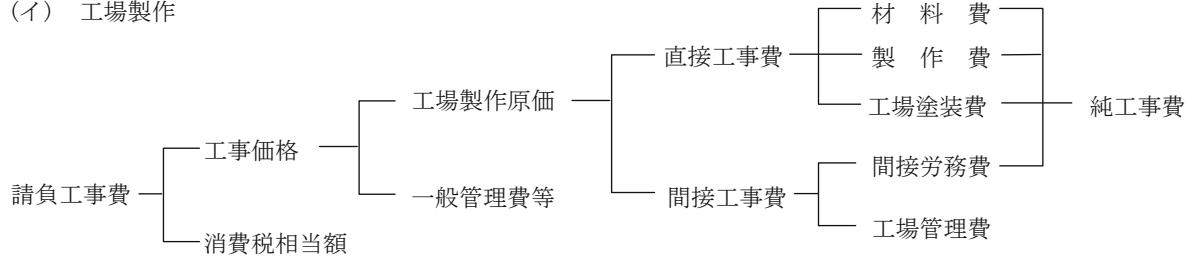 (イ) 工場製作
材 料 費
直接工事費
製 作 費
工場製作原価
工場塗装費
純工事費
工事価格
間接労務費
請負工事費
一般管理費等
間接工事費
工場管理費
消費税相当額